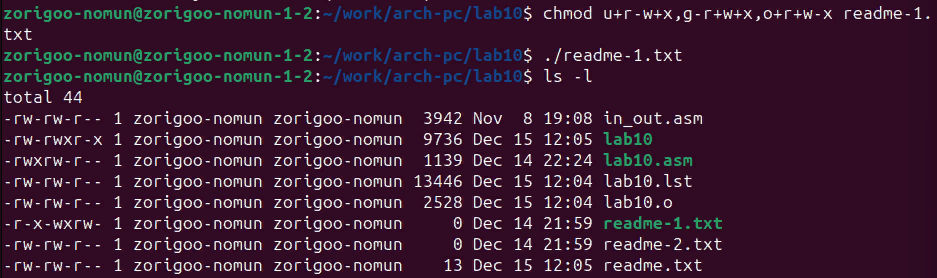 zorigoo-nomun@zorigoo-nomun-1-2:~/work/arch-pc/lab10$ chmod u+r-w+x,g-r+w+x,o+r+w-x readme-1.
txt
zorigoo-nomun@zorigoo-nomun-1-2:~/work/arch-pc/lab10$ ./readme-1.txt
zorigoo-nomun@zorigoo-nomun-1-2:~/work/arch-pc/lab10$ ls -l
total 44
-rw-rw-r-- 1 zorigoo-nomun zorigoo-nomun  3942 Nov  8 19:08 in_out.asm
-rw-rwxr-x 1 zorigoo-nomun zorigoo-nomun  9736 Dec 15 12:05 lab10
-rwxrw-r-- 1 zorigoo-nomun zorigoo-nomun  1139 Dec 14 22:24 lab10.asm
-rw-rw-r-- 1 zorigoo-nomun zorigoo-nomun 13446 Dec 15 12:04 lab10.lst
-rw-rw-r-- 1 zorigoo-nomun zorigoo-nomun  2528 Dec 15 12:04 lab10.o
-r-x-wxrw- 1 zorigoo-nomun zorigoo-nomun     0 Dec 14 21:59 readme-1.txt
-rw-rw-r-- 1 zorigoo-nomun zorigoo-nomun     0 Dec 14 21:59 readme-2.txt
-rw-rw-r-- 1 zorigoo-nomun zorigoo-nomun    13 Dec 15 12:05 readme.txt